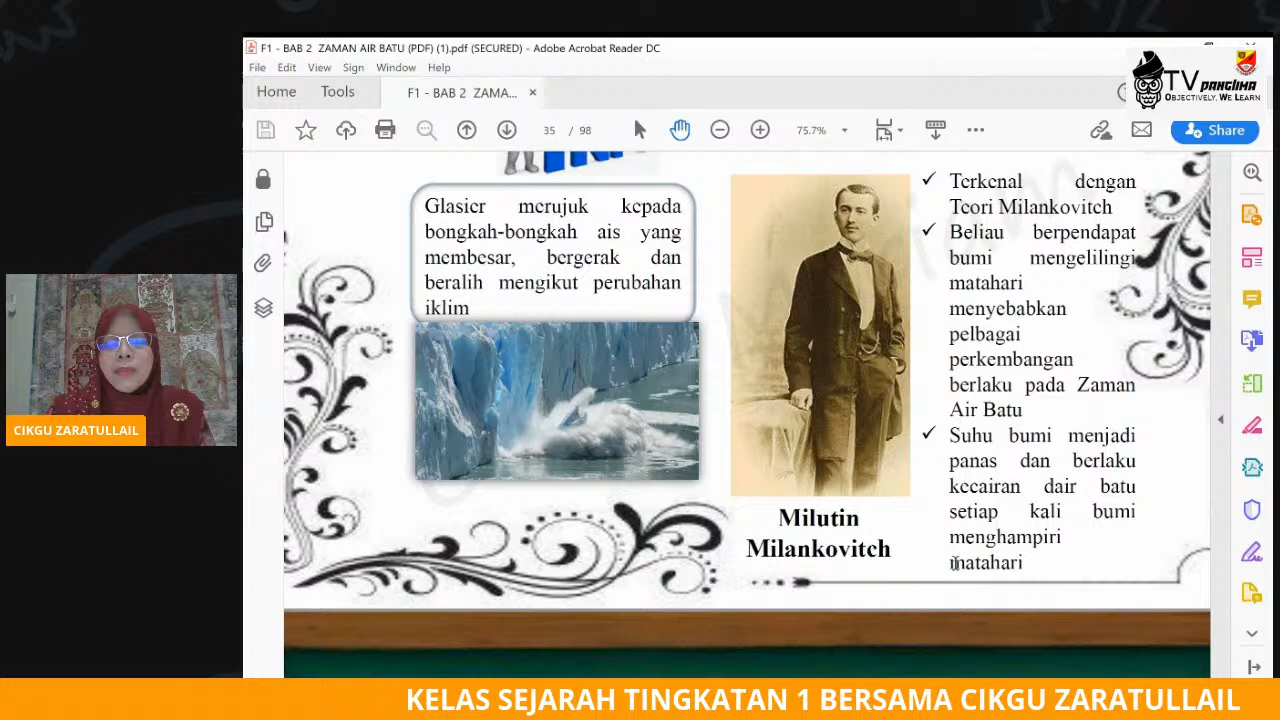 F1 - BAB 2 ZAMAN AIR BATU (PDF) (1).pdf (SECURED) - Adobe Acrobat Reader DC
File Edit View Sign Window Help
Home Tools F1 - BAB 2 ZAMA... ×
35 / 98 75.7% Share
TV PANGLIMA
OBJECTIVELY, WE LEARN
Glasier merujuk kepada
bongkah-bongkah ais yang
membesar, bergerak dan
beralih mengikut perubahan
iklim
Milutin
Milankovitch
Terkenal dengan
Teori Milankovitch
Beliau berpendapat
bumi mengelilingi
matahari
menyebabkan
pelbagai
perkembangan
berlaku pada Zaman
Air Batu
Suhu bumi menjadi
panas dan berlaku
kecairan dair batu
setiap kali bumi
menghampiri
matahari
CIKGU ZARATULLAIL
KELAS SEJARAH TINGKATAN 1 BERSAMA CIKGU ZARATULLAIL